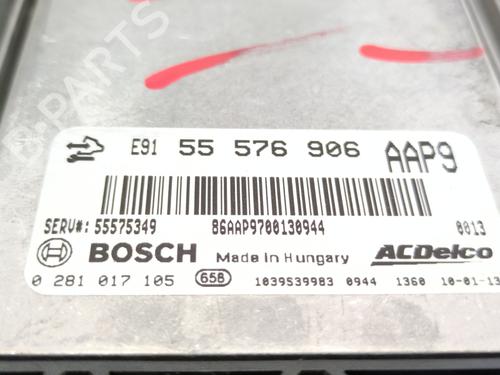 B-PARTS
E91 55 576 906 AAP9
SERV#: 55575349 86AAP9700130944 0013
BOSCH Made in Hungary ACDelco
0 281 017 105 65B 1039S39983 0944 1360 10-01-13